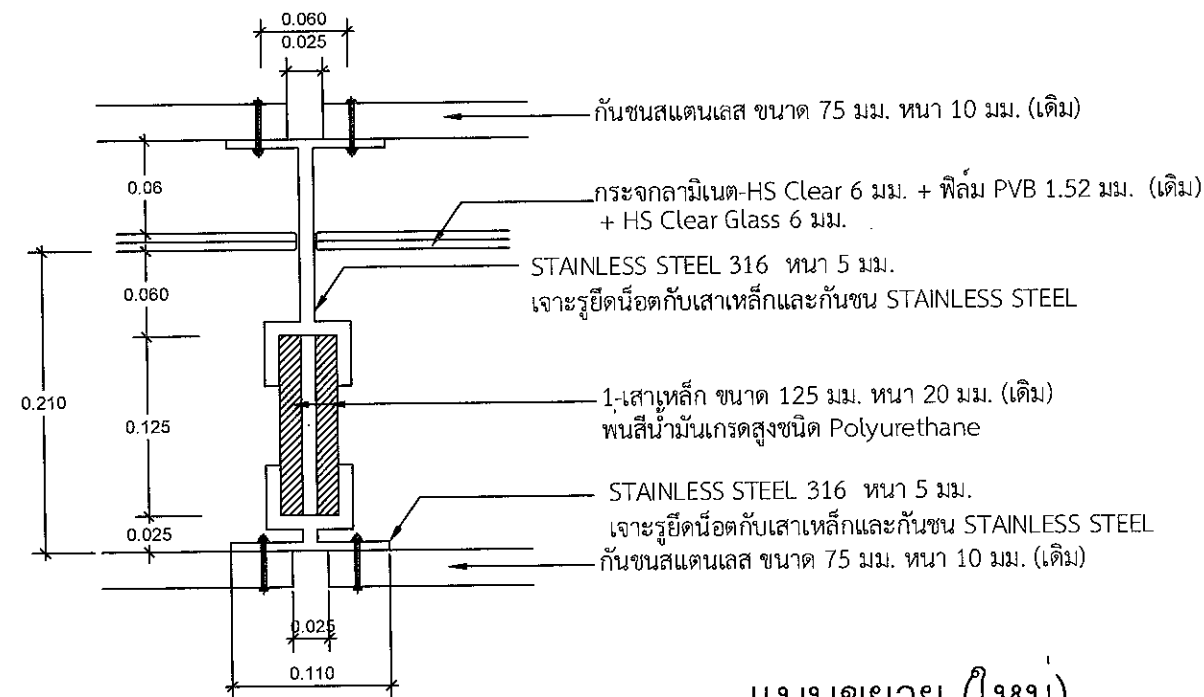 0.060
0.025
กันชนสแตนเลส ขนาด 75 มม. หนา 10 มม. (เดิม)
0.06
กระจกลามิเนต-HS Clear 6 มม. + ฟิล์ม PVB 1.52 มม. (เดิม)
+ HS Clear Glass 6 มม.
STAINLESS STEEL 316 หนา 5 มม.
เจาะรูยึดน็อตกับเสาเหล็กและกันชน STAINLESS STEEL
0.060
0.210
0.125
1-เสาเหล็ก ขนาด 125 มม. หนา 20 มม. (เดิม)
พ่นสีน้ำมันเกรดสูงชนิด Polyurethane
STAINLESS STEEL 316 หนา 5 มม.
เจาะรูยึดน็อตกับเสาเหล็กและกันชน STAINLESS STEEL
0.025
กันชนสแตนเลส ขนาด 75 มม. หนา 10 มม. (เดิม)
0.025
0.110
แบบขยาย (ใหม่)